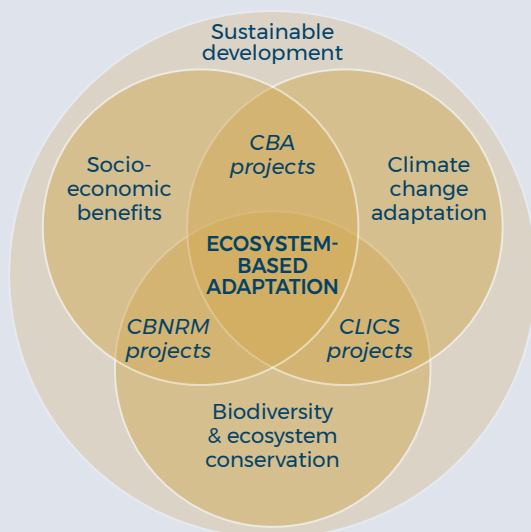 Sustainable
development
CBA
projects
Socio-
economic
benefits
Climate
change
adaptation
ECOSYSTEM-
BASED
ADAPTATION
CBNRM
projects
CLICS
projects
Biodiversity
& ecosystem
conservation